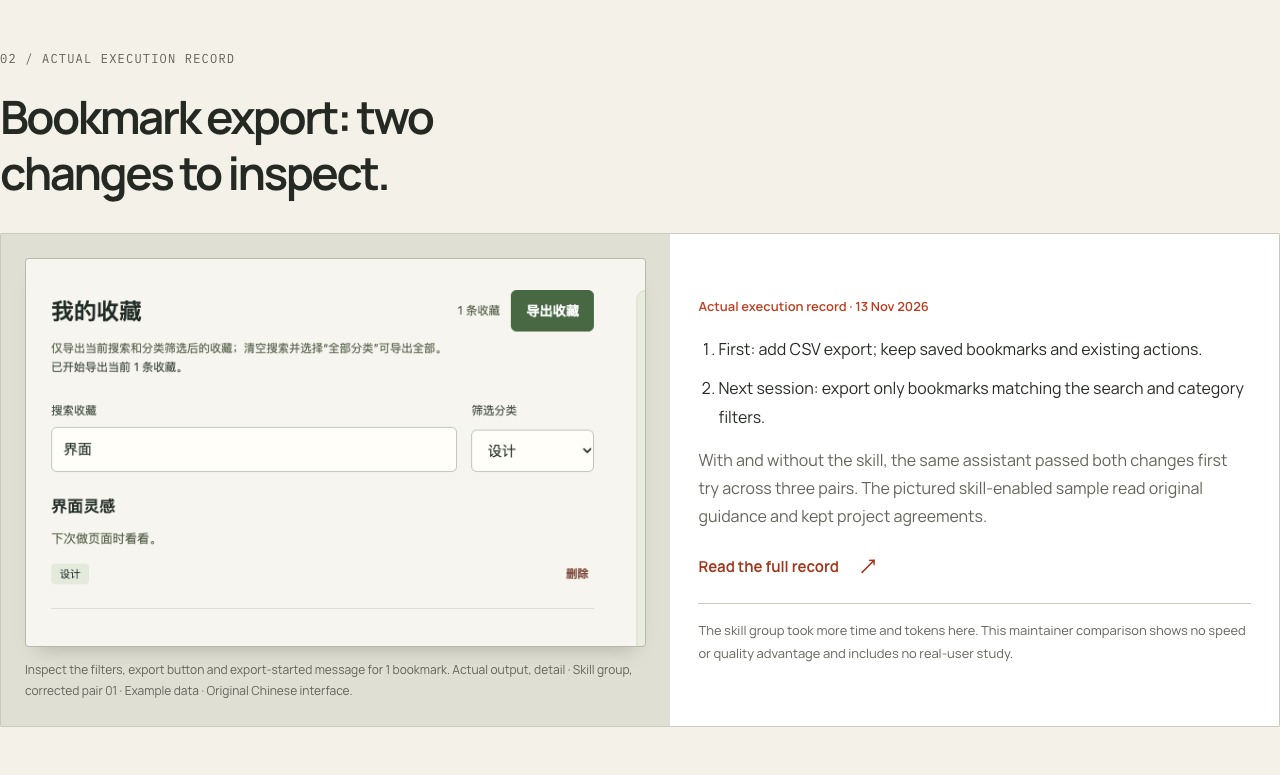 02 / ACTUAL EXECUTION RECORD
Bookmark export: two
changes to inspect.
我的收藏
1 条收藏
导出收藏
仅导出当前搜索和分类筛选后的收藏；清空搜索并选择“全部分类”可导出全部。
已开始导出当前 1 条收藏。
搜索收藏
筛选分类
界面
设计
界面灵感
下次做页面时看看。
设计
删除
Inspect the filters, export button and export-started message for 1 bookmark. Actual output, detail · Skill group,
corrected pair 01 · Example data · Original Chinese interface.
Actual execution record · 13 Nov 2026
1. First: add CSV export; keep saved bookmarks and existing actions.
2. Next session: export only bookmarks matching the search and category
filters.
With and without the skill, the same assistant passed both changes first
try across three pairs. The pictured skill-enabled sample read original
guidance and kept project agreements.
Read the full record ↗
The skill group took more time and tokens here. This maintainer comparison shows no speed
or quality advantage and includes no real-user study.